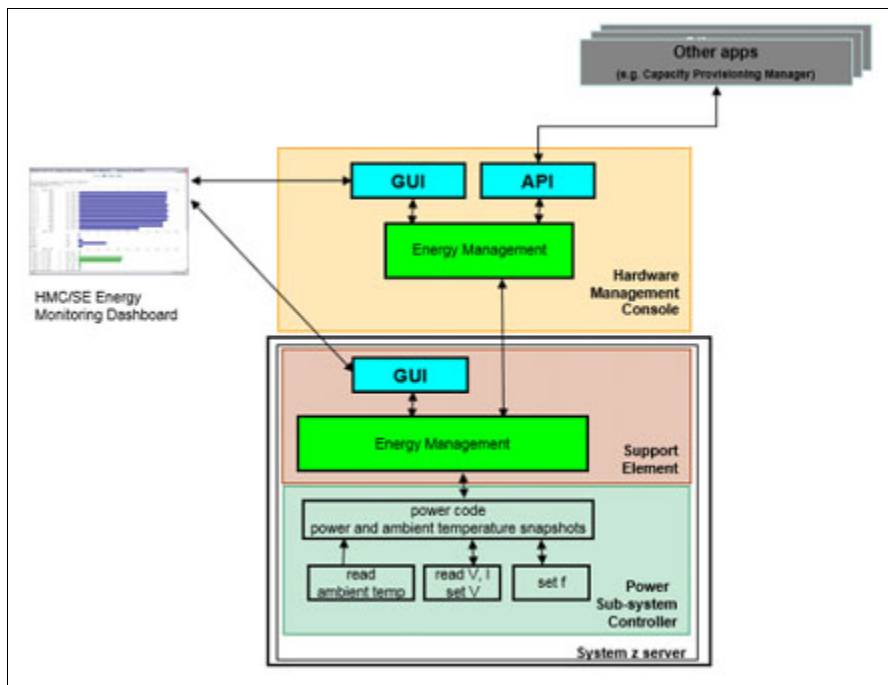 Other apps
(e.g. Capacity Provisioning Manager)
GUI
API
Energy Management
Hardware
Management
Console
HMC/SE Energy
Monitoring Dashboard
GUI
Energy Management
Support
Element
power code
power and ambient temperature snapshots
read
ambient temp
read V, I
set V
set f
Power
Sub-system
Controller
System z server